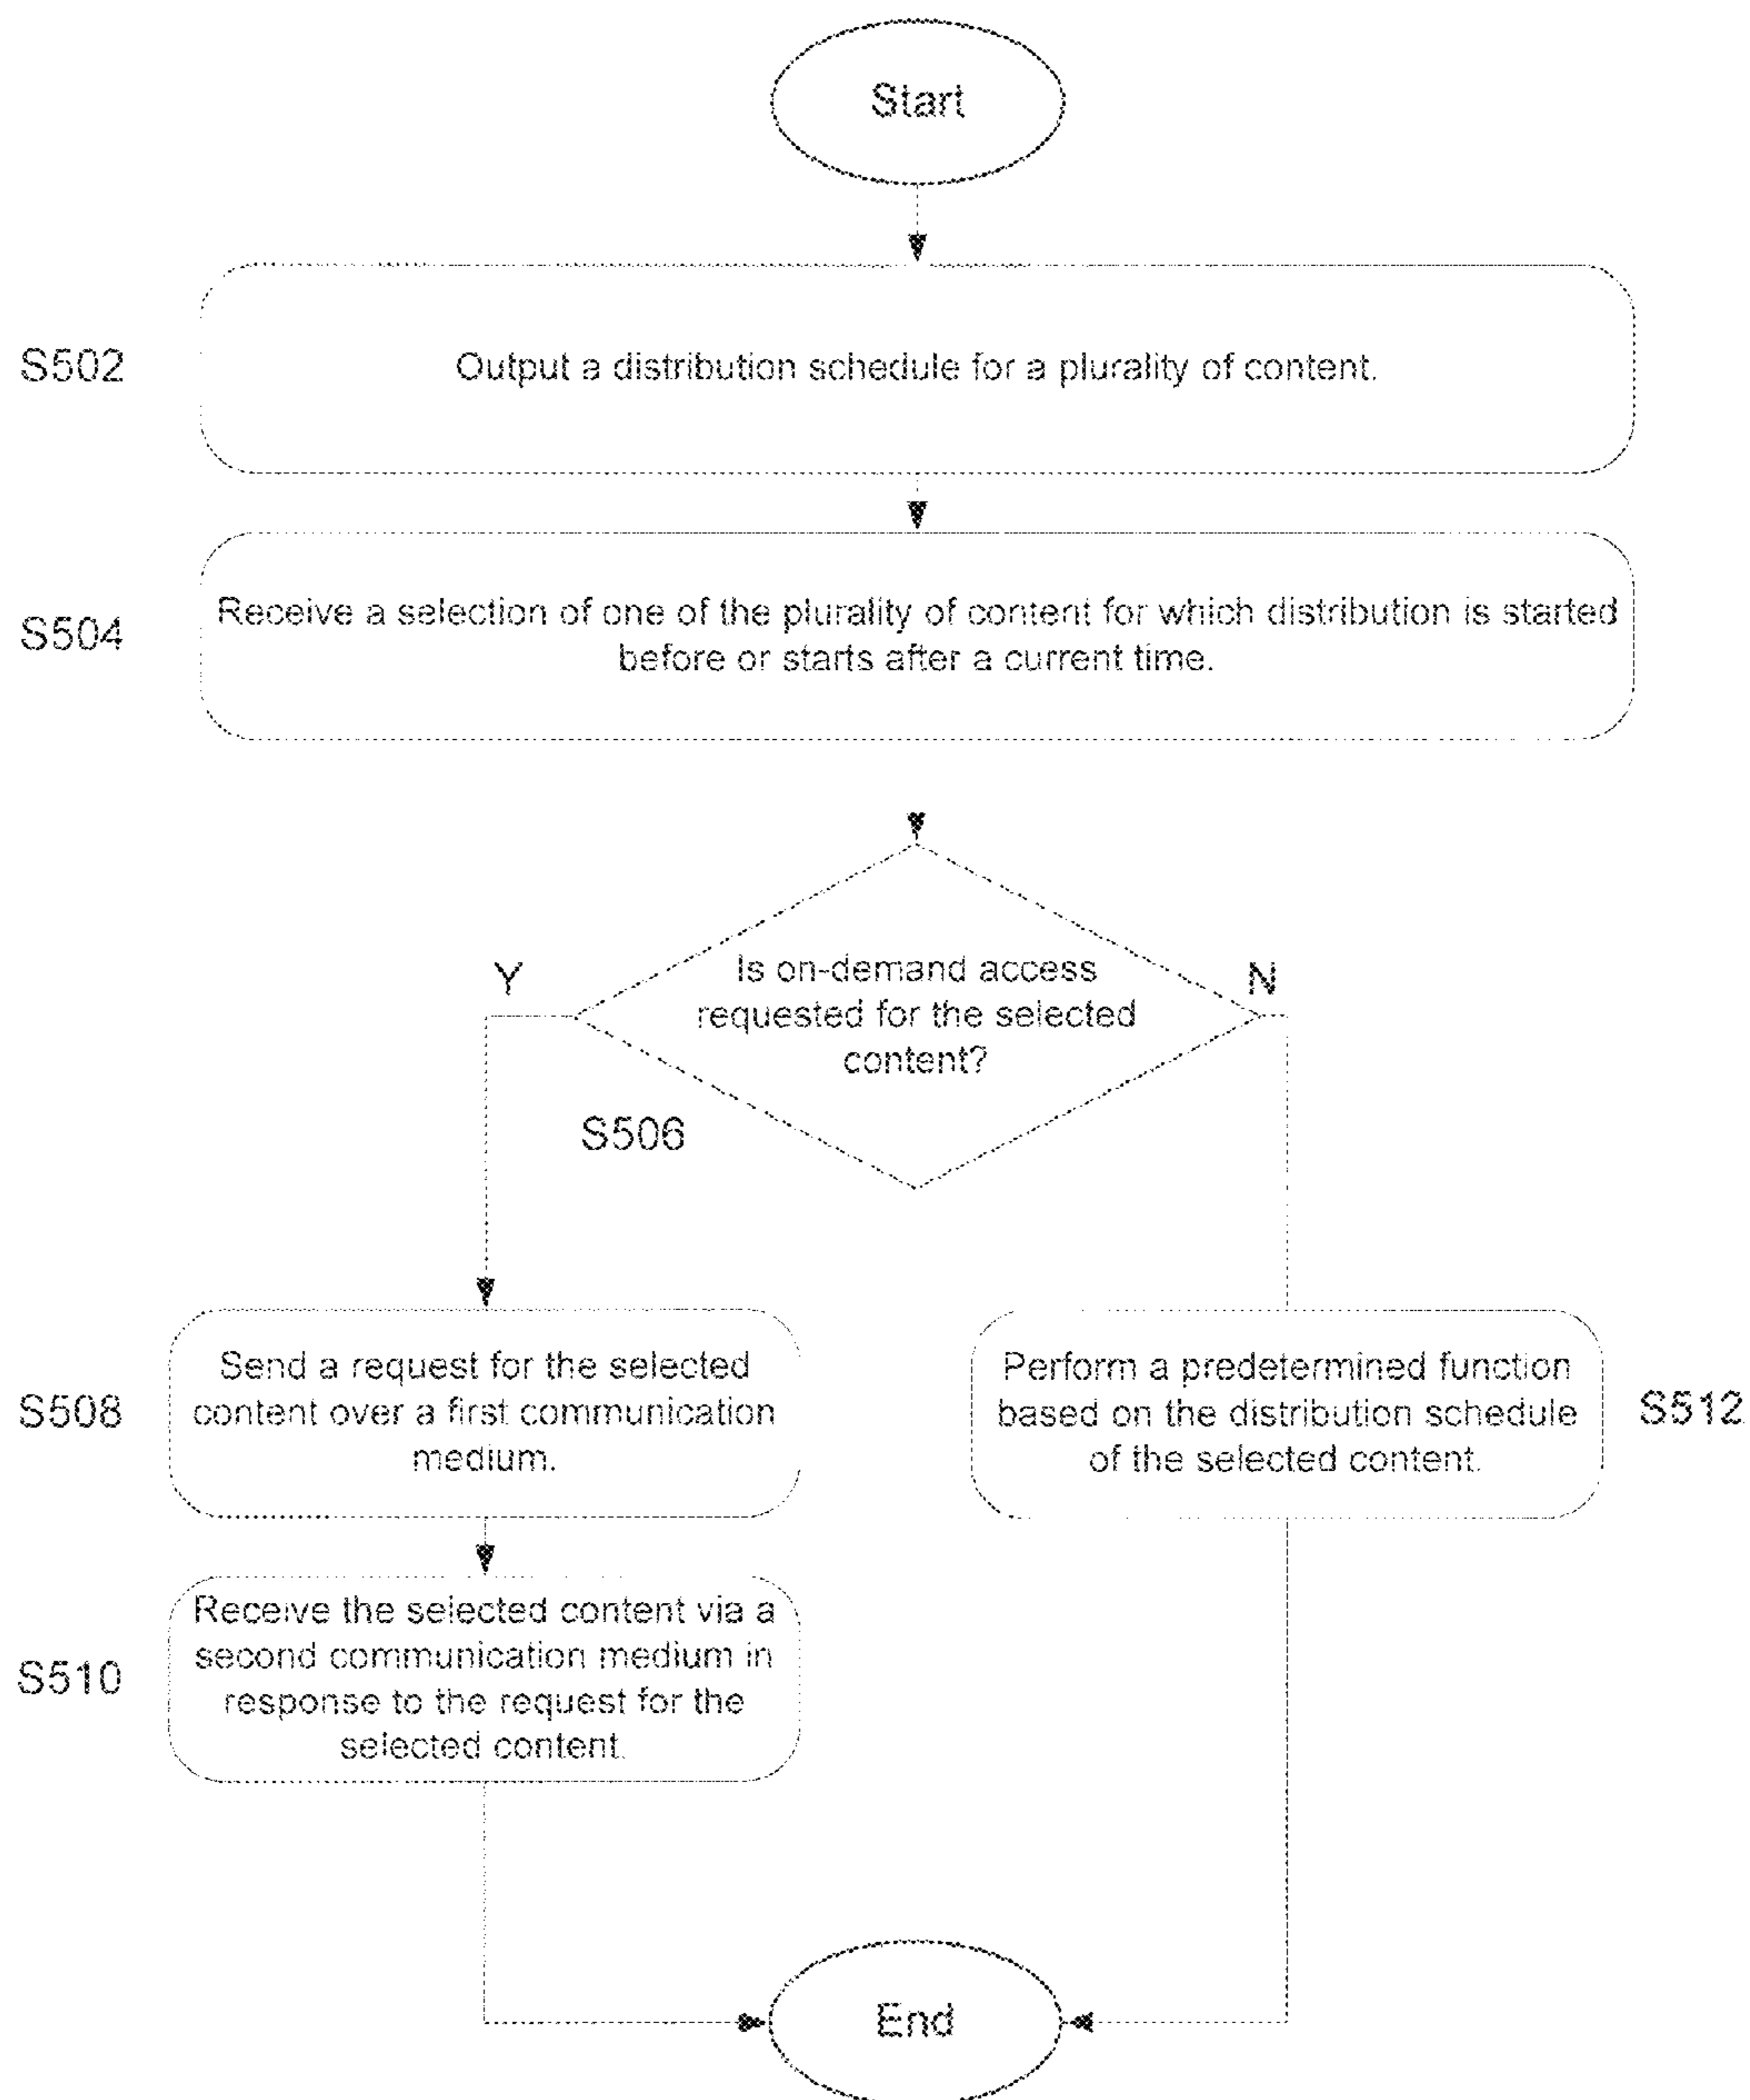 Start
S502
Output a distribution schedule for a plurality of content.
S504
Receive a selection of one of the plurality of content for which distribution is started
before or starts after a current time.
Y
N
Is on-demand access
requested for the selected
content?
S506
S508
Send a request for the selected
content over a first communication
medium.
Perform a predetermined function
based on the distribution schedule
of the selected content.
S512
S510
Receive the selected content via a
second communication medium in
response to the request for the
selected content.
End